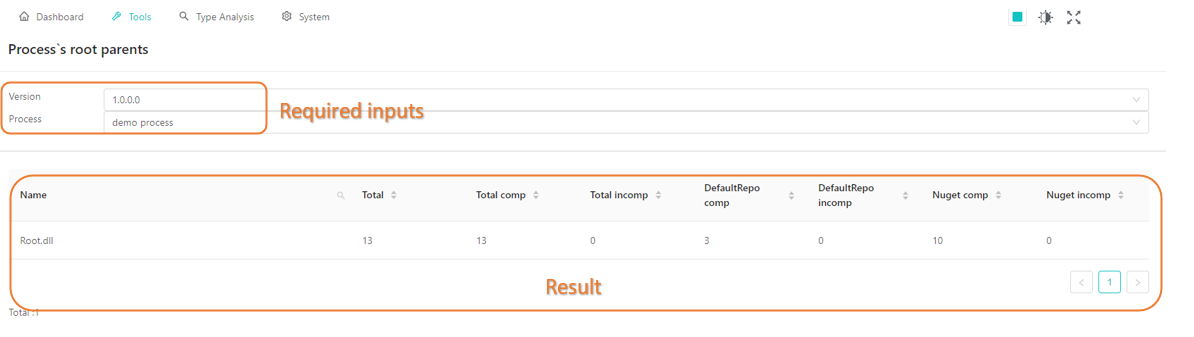 Dashboard Tools Type Analysis System
Process`s root parents
Version 1.0.0.0
Process demo process
Required inputs
Name Total Total comp Total incomp DefaultRepo comp DefaultRepo incomp Nuget comp Nuget incomp
Root.dll 13 13 0 3 0 10 0
< 1 >
Result
Total :1